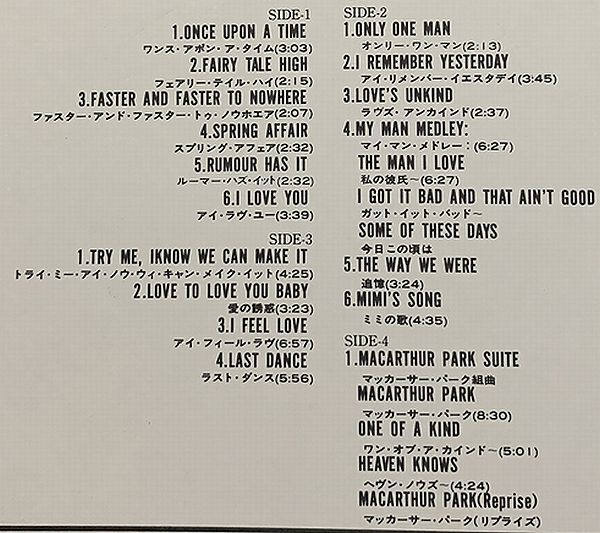 SIDE-1
1.ONCE UPON A TIME
ワンス・アポン・ア・タイム(3:03)
2.FAIRY TALE HIGH
フェアリー・テイル・ハイ(2:15)
3.FASTER AND FASTER TO NOWHERE
ファスター・アンド・ファスター・トゥ・ノウホエア(2:07)
4.SPRING AFFAIR
スプリング・アフェア(2:32)
5.RUMOUR HAS IT
ルーマー・ハズ・イット(2:32)
6.I LOVE YOU
アイ・ラヴ・ユー(3:39)
SIDE-3
1.TRY ME, IKNOW WE CAN MAKE IT
トライ・ミー・アイ・ノウ・ウィ・キャン・メイク・イット(4:25)
2.LOVE TO LOVE YOU BABY
愛の誘惑(3:23)
3.I FEEL LOVE
アイ・フィール・ラヴ(6:57)
4.LAST DANCE
ラスト・ダンス(5:56)
SIDE-2
1.ONLY ONE MAN
オンリー・ワン・マン(2:13)
2.I REMEMBER YESTERDAY
アイ・リメンバー・イエスタデイ(3:45)
3.LOVE'S UNKIND
ラヴズ・アンカインド(2:37)
4.MY MAN MEDLEY:
マイ・マン・メドレー:(6:27)
THE MAN I LOVE
私の彼氏〜(6:27)
I GOT IT BAD AND THAT AIN'T GOOD
ガット・イット・バッド〜
SOME OF THESE DAYS
今日この頃は
5.THE WAY WE WERE
追憶(3:24)
6.MIMI'S SONG
ミミの歌(4:35)
SIDE-4
1.MACARTHUR PARK SUITE
マッカーサー・パーク組曲
MACARTHUR PARK
マッカーサー・パーク(8:30)
ONE OF A KIND
ワン・オブ・ア・カインド〜(5:01)
HEAVEN KNOWS
ヘヴン・ノウズ〜(4:24)
MACARTHUR PARK(Reprise)
マッカーサー・パーク(リプライズ)